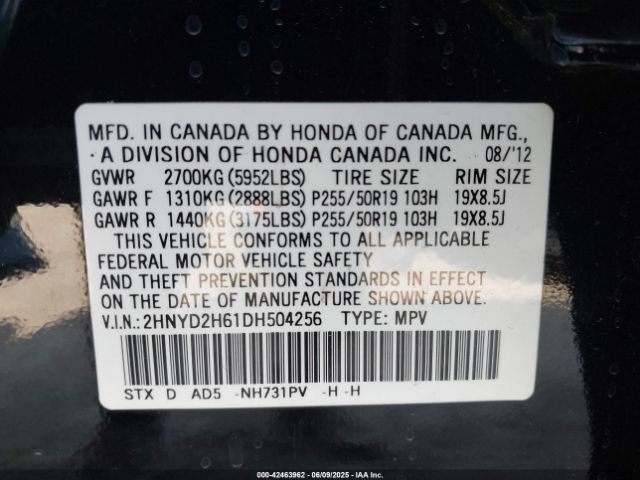 MFD. IN CANADA BY HONDA OF CANADA MFG.,
A DIVISION OF HONDA CANADA INC. 08/'12
GVWR 2700KG (5952LBS) TIRE SIZE RIM SIZE
GAWR F 1310KG (2888LBS) P255/50R19 103H 19X8.5J
GAWR R 1440KG (3175LBS) P255/50R19 103H 19X8.5J
THIS VEHICLE CONFORMS TO ALL APPLICABLE
FEDERAL MOTOR VEHICLE SAFETY
AND THEFT PREVENTION STANDARDS IN EFFECT
ON THE DATE OF MANUFACTURE SHOWN ABOVE.
V.I.N.:2HNYD2H61DH504256 TYPE: MPV
STX D AD5 -NH731PV -H -H
000-42463962 - 06/09/2025 - IAA Inc.